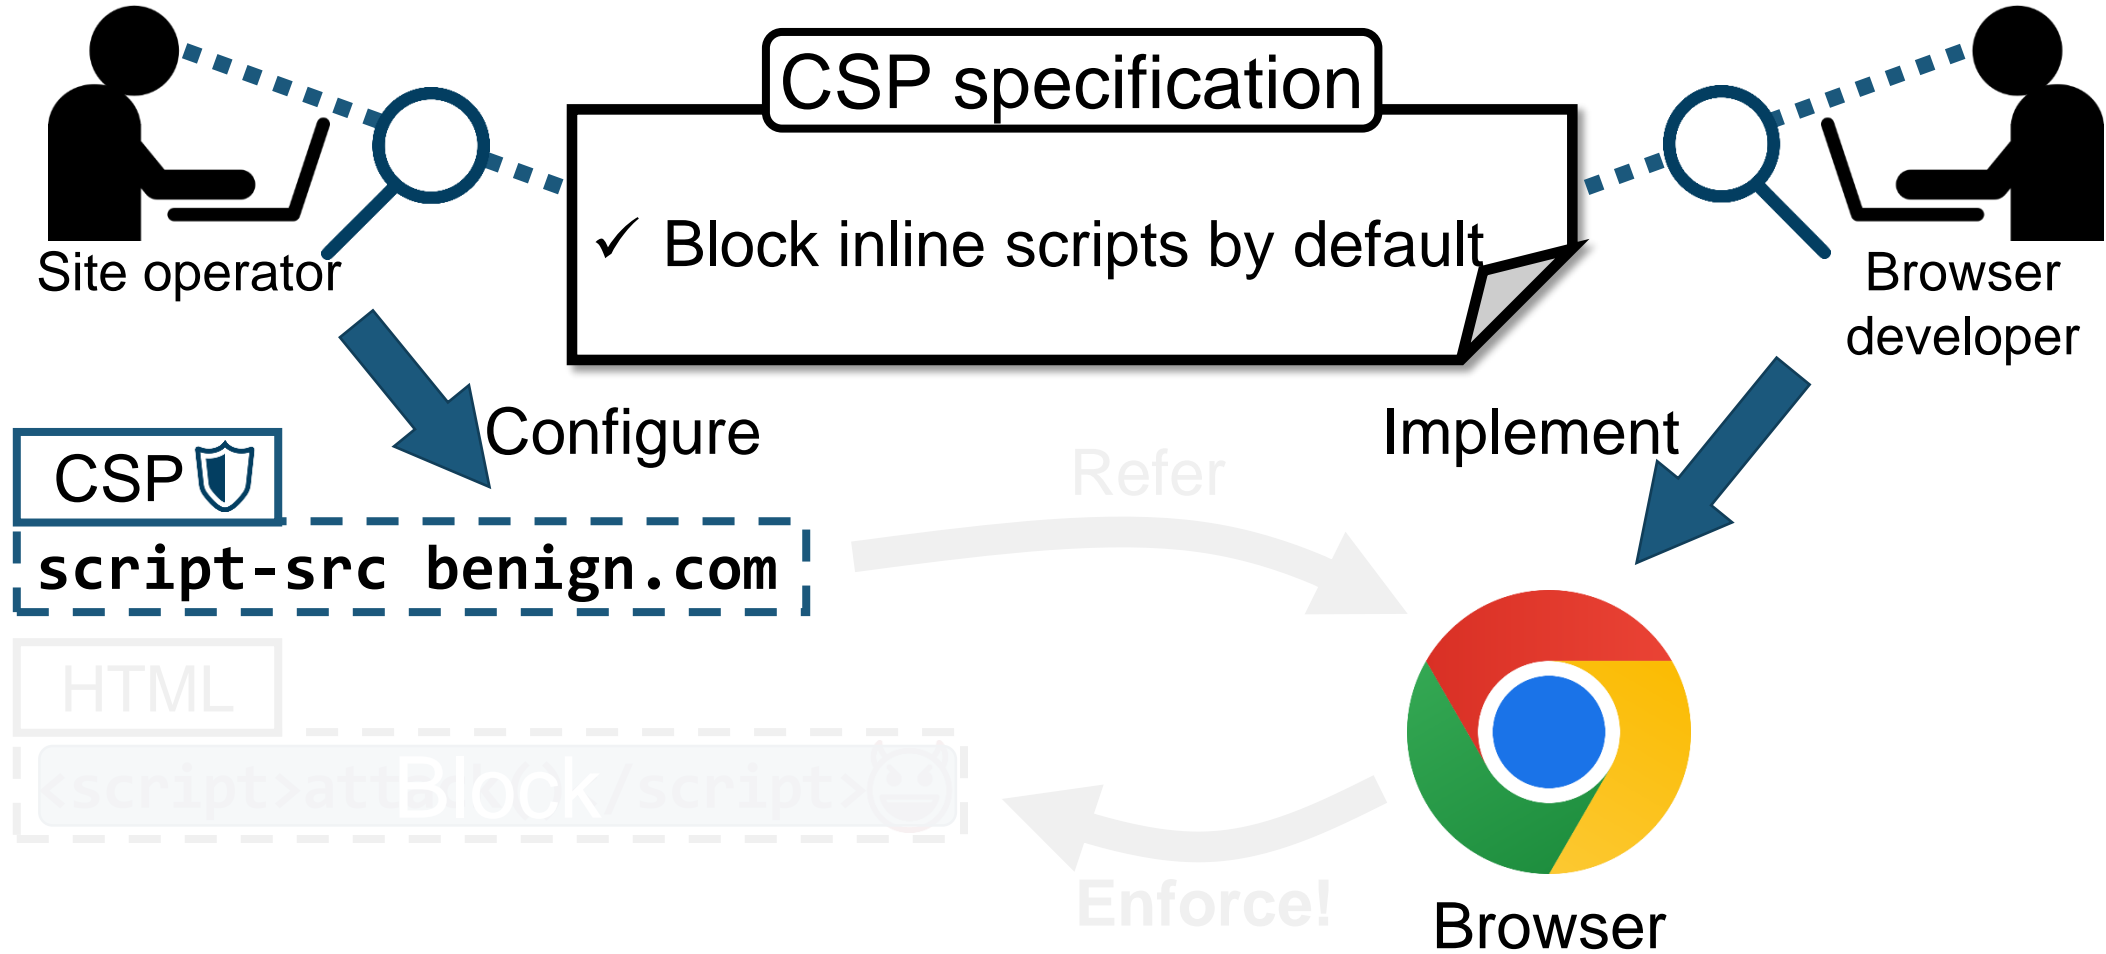 CSP specification
✓ Block inline scripts by default
Site operator
Browser
developer
Configure
Implement
CSP
Refer
script-src benign.com
HTML
Block
Enforce!
Browser